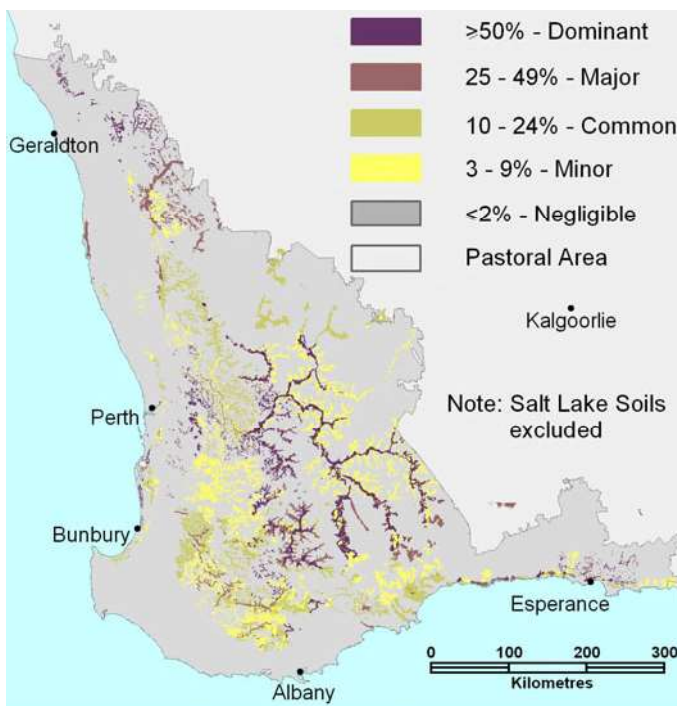 >50% - Dominant
25 - 49% - Major
10 - 24% - Common
3 - 9% - Minor
<2% - Negligible
Pastoral Area
Geraldton
Kalgoorlie
Note: Salt Lake Soils
excluded
Perth
Bunbury
Esperance
Albany
0 100 200 300
Kilometres